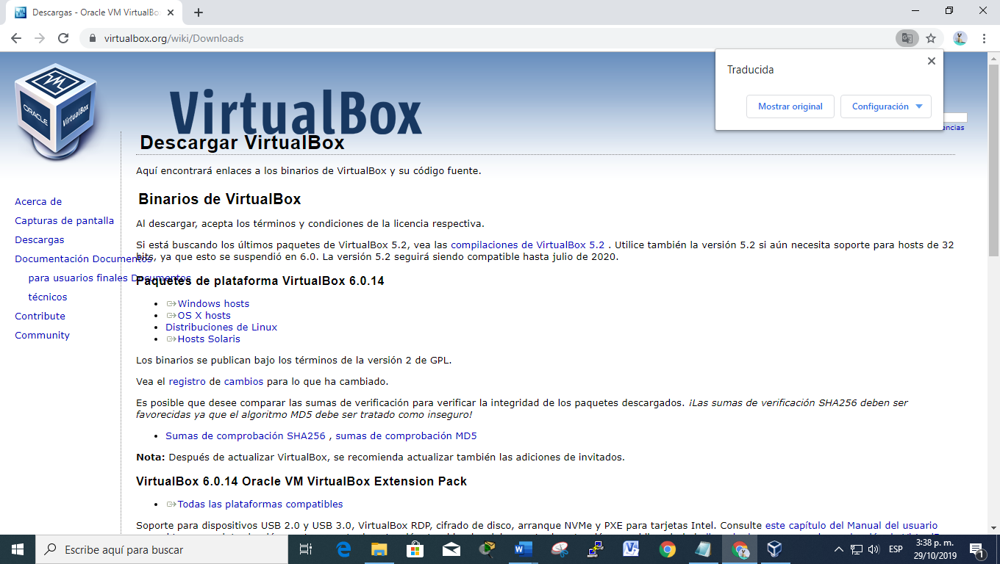 Descargas - Oracle VM VirtualBo
virtualbox.org/wiki/Downloads
Traducida
Mostrar original
Configuración
encias
ORACLE
VirtualBox
VirtualBox
Descargar VirtualBox
Aquí encontrará enlaces a los binarios de VirtualBox y su código fuente.
Acerca de
Capturas de pantalla
Descargas
Documentación Documentos
para usuarios finales Documentos
técnicos
Contribute
Community
Binarios de VirtualBox
Al descargar, acepta los términos y condiciones de la licencia respectiva.
Si está buscando los últimos paquetes de VirtualBox 5.2, vea las compilaciones de VirtualBox 5.2 . Utilice también la versión 5.2 si aún necesita soporte para hosts de 32
bits, ya que esto se suspendió en 6.0. La versión 5.2 seguirá siendo compatible hasta julio de 2020.
Paquetes de plataforma VirtualBox 6.0.14
• Windows hosts
• OS X hosts
• Distribuciones de Linux
• Hosts Solaris
Los binarios se publican bajo los términos de la versión 2 de GPL.
Vea el registro de cambios para lo que ha cambiado.
Es posible que desee comparar las sumas de verificación para verificar la integridad de los paquetes descargados. ¡Las sumas de verificación SHA256 deben ser
favorecidas ya que el algoritmo MD5 debe ser tratado como inseguro!
• Sumas de comprobación SHA256 , sumas de comprobación MD5
Nota: Después de actualizar VirtualBox, se recomienda actualizar también las adiciones de invitados.
VirtualBox 6.0.14 Oracle VM VirtualBox Extension Pack
• Todas las plataformas compatibles
Soporte para dispositivos USB 2.0 y USB 3.0, VirtualBox RDP, cifrado de disco, arranque NVMe y PXE para tarjetas Intel. Consulte este capítulo del Manual del usuario
Escribe aquí para buscar
ESP
3:38 p. m.
29/10/2019
1